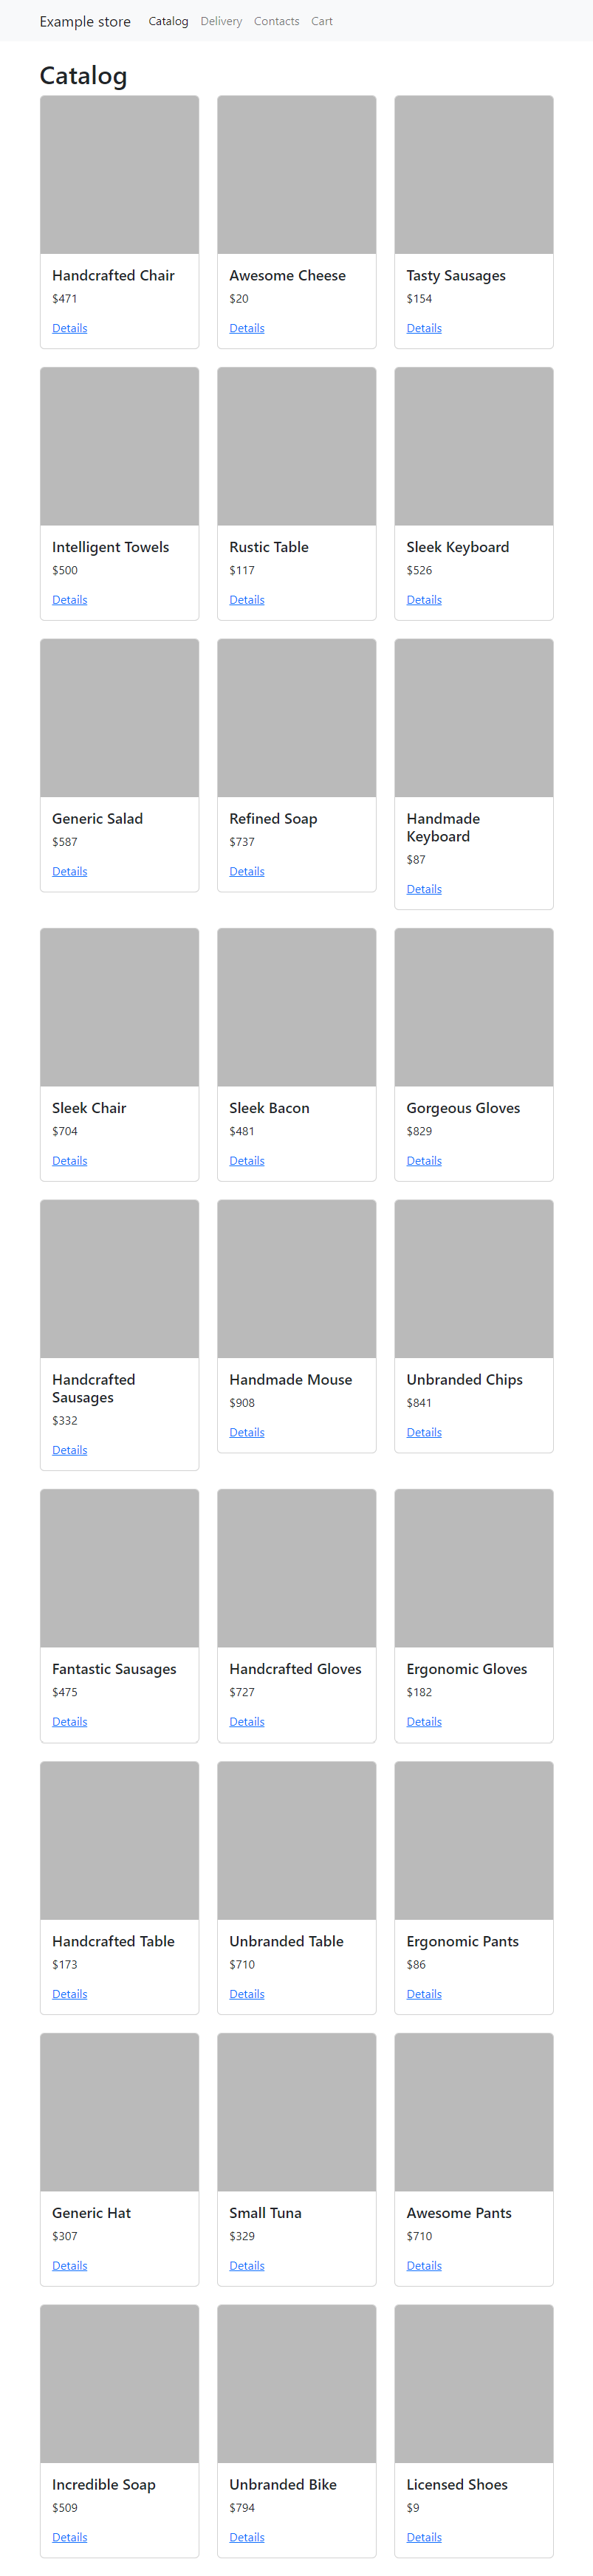 Example store Catalog Delivery Contacts Cart
Catalog
Handcrafted Chair
$471
Details
Awesome Cheese
$20
Details
Tasty Sausages
$154
Details
Intelligent Towels
$500
Details
Rustic Table
$117
Details
Sleek Keyboard
$526
Details
Generic Salad
$587
Details
Refined Soap
$737
Details
Handmade
Keyboard
$87
Details
Sleek Chair
$704
Details
Sleek Bacon
$481
Details
Gorgeous Gloves
$829
Details
Handcrafted
Sausages
$332
Details
Handmade Mouse
$908
Details
Unbranded Chips
$841
Details
Fantastic Sausages
$475
Details
Handcrafted Gloves
$727
Details
Ergonomic Gloves
$182
Details
Handcrafted Table
$173
Details
Unbranded Table
$710
Details
Ergonomic Pants
$86
Details
Generic Hat
$307
Details
Small Tuna
$329
Details
Awesome Pants
$710
Details
Incredible Soap
$509
Details
Unbranded Bike
$794
Details
Licensed Shoes
$9
Details